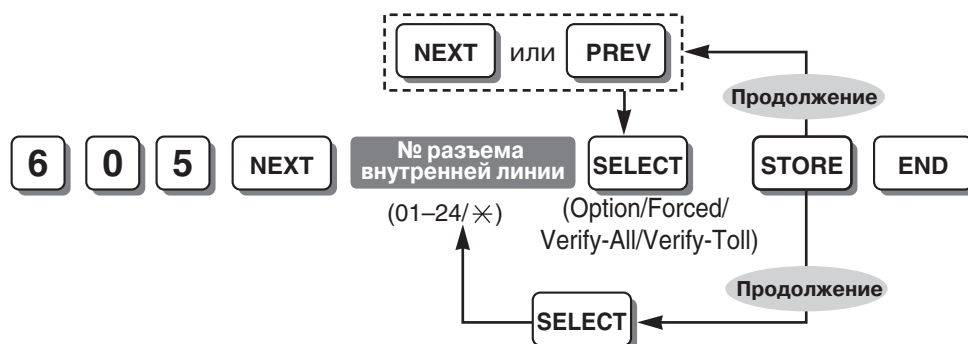 NEXT или PREV
Продолжение
6 0 5 NEXT № разъема внутренней линии SELECT STORE END
(01–24/✳)
(Option/Forced/
Verify-All/Verify-Toll)
Продолжение
SELECT